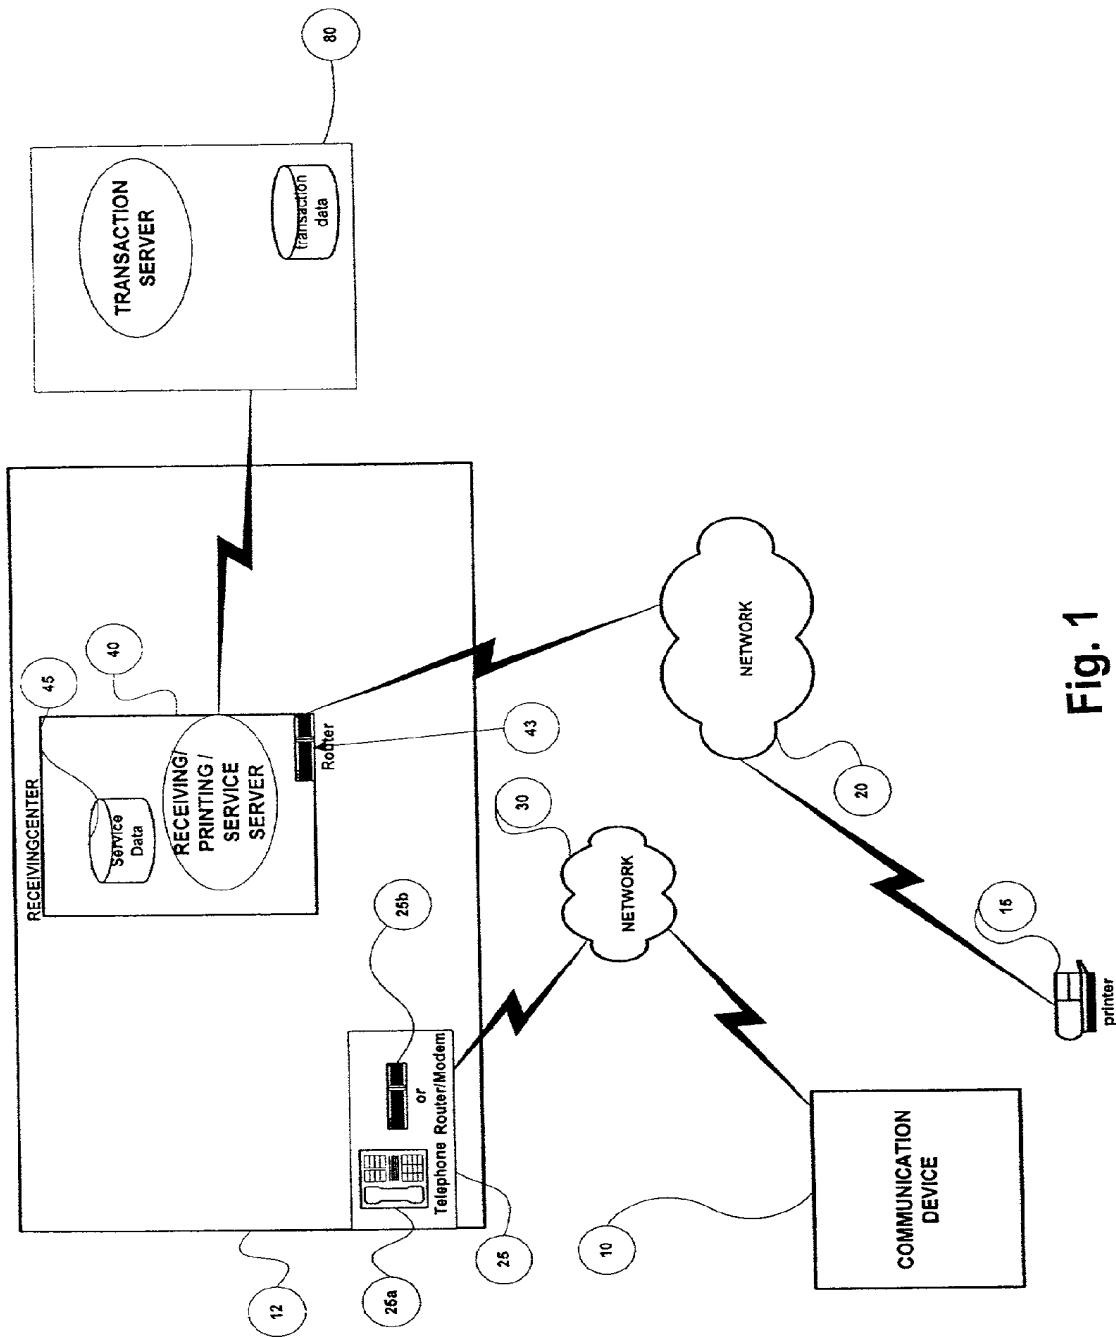 RECEIVINGCENTER
45
40
Service
Data
RECEIVING/
PRINTING /
SERVICE
SERVER
Router
43
TRANSACTION
SERVER
transaction
data
80
12
25a
25b
or
Telephone Router/Modem
25
30
NETWORK
NETWORK
20
10
COMMUNICATION
DEVICE
15
printer
Fig. 1